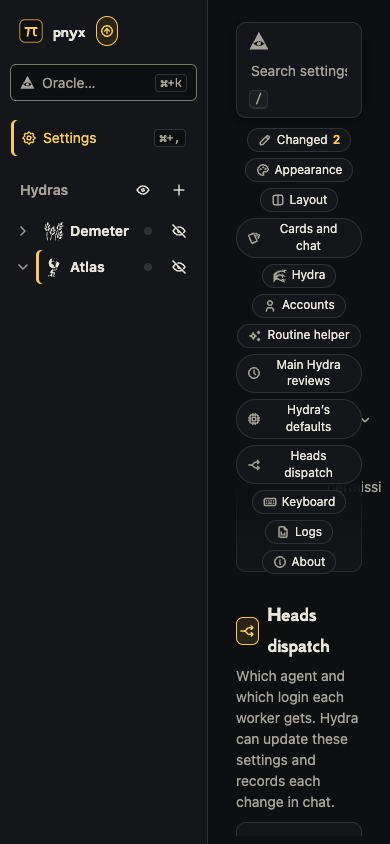 π pnyx
Oracle...
⌘+k
Settings
⌘+,
Hydras
Demeter
Atlas
Search settings
/
Changed 2
Appearance
Layout
Cards and
chat
Hydra
Accounts
Routine helper
Main Hydra
reviews
Hydra's
defaults
Heads
dispatch
Keyboard
Logs
About
Heads
dispatch
Which agent and
which login each
worker gets. Hydra
can update these
settings and
records each
change in chat.